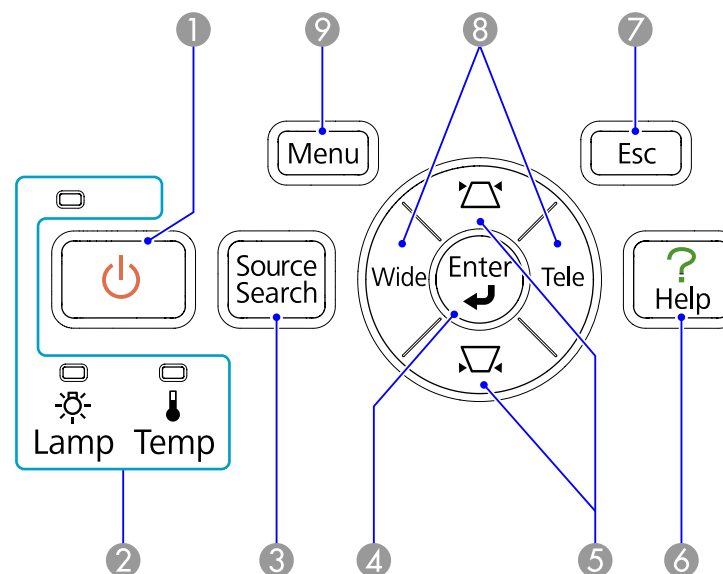 1
9
8
7
Menu
Esc
Source
Search
Wide
Enter
Tele
?
Help
Lamp
Temp
2
3
4
5
6